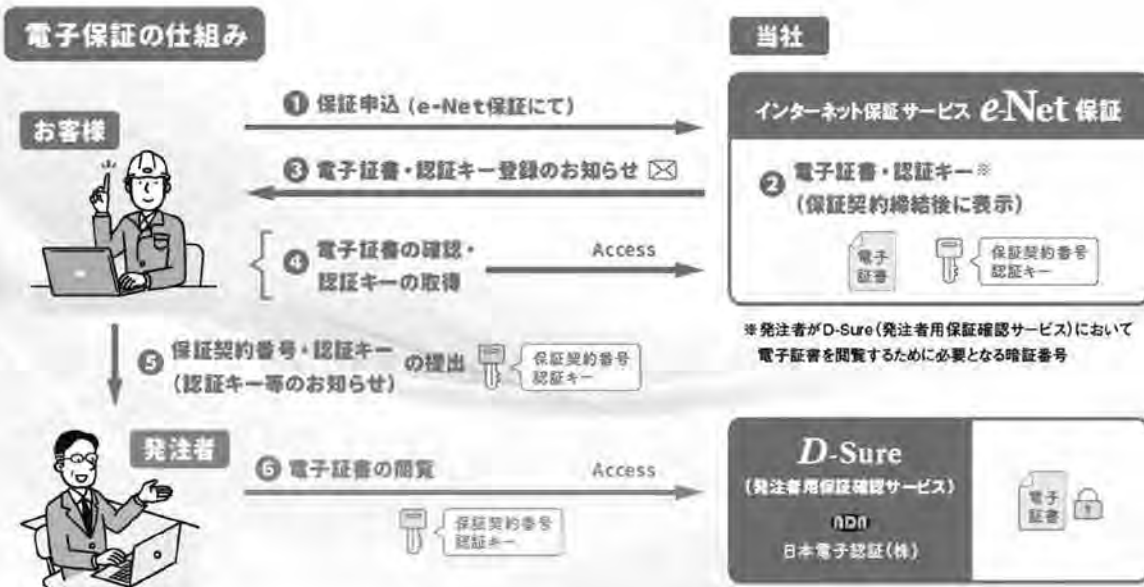 電子保証の仕組み
当社
お客様
❶ 保証申込 (e-Net保証にて)
インターネット保証サービス e-Net 保証
❸ 電子証書・認証キー登録のお知らせ
❷ 電子証書・認証キー※
(保証契約締結後に表示)
電子
証書
保証契約番号
認証キー
❹ 電子証書の確認・
認証キーの取得
Access
※発注者がD-Sure(発注者用保証確認サービス)において
電子証書を閲覧するために必要となる暗証番号
❺ 保証契約番号・認証キー の提出
(認証キー等のお知らせ)
保証契約番号
認証キー
発注者
❻ 電子証書の閲覧
Access
保証契約番号
認証キー
D-Sure
(発注者用保証確認サービス)
NDN
日本電子認証(株)
電子
証書